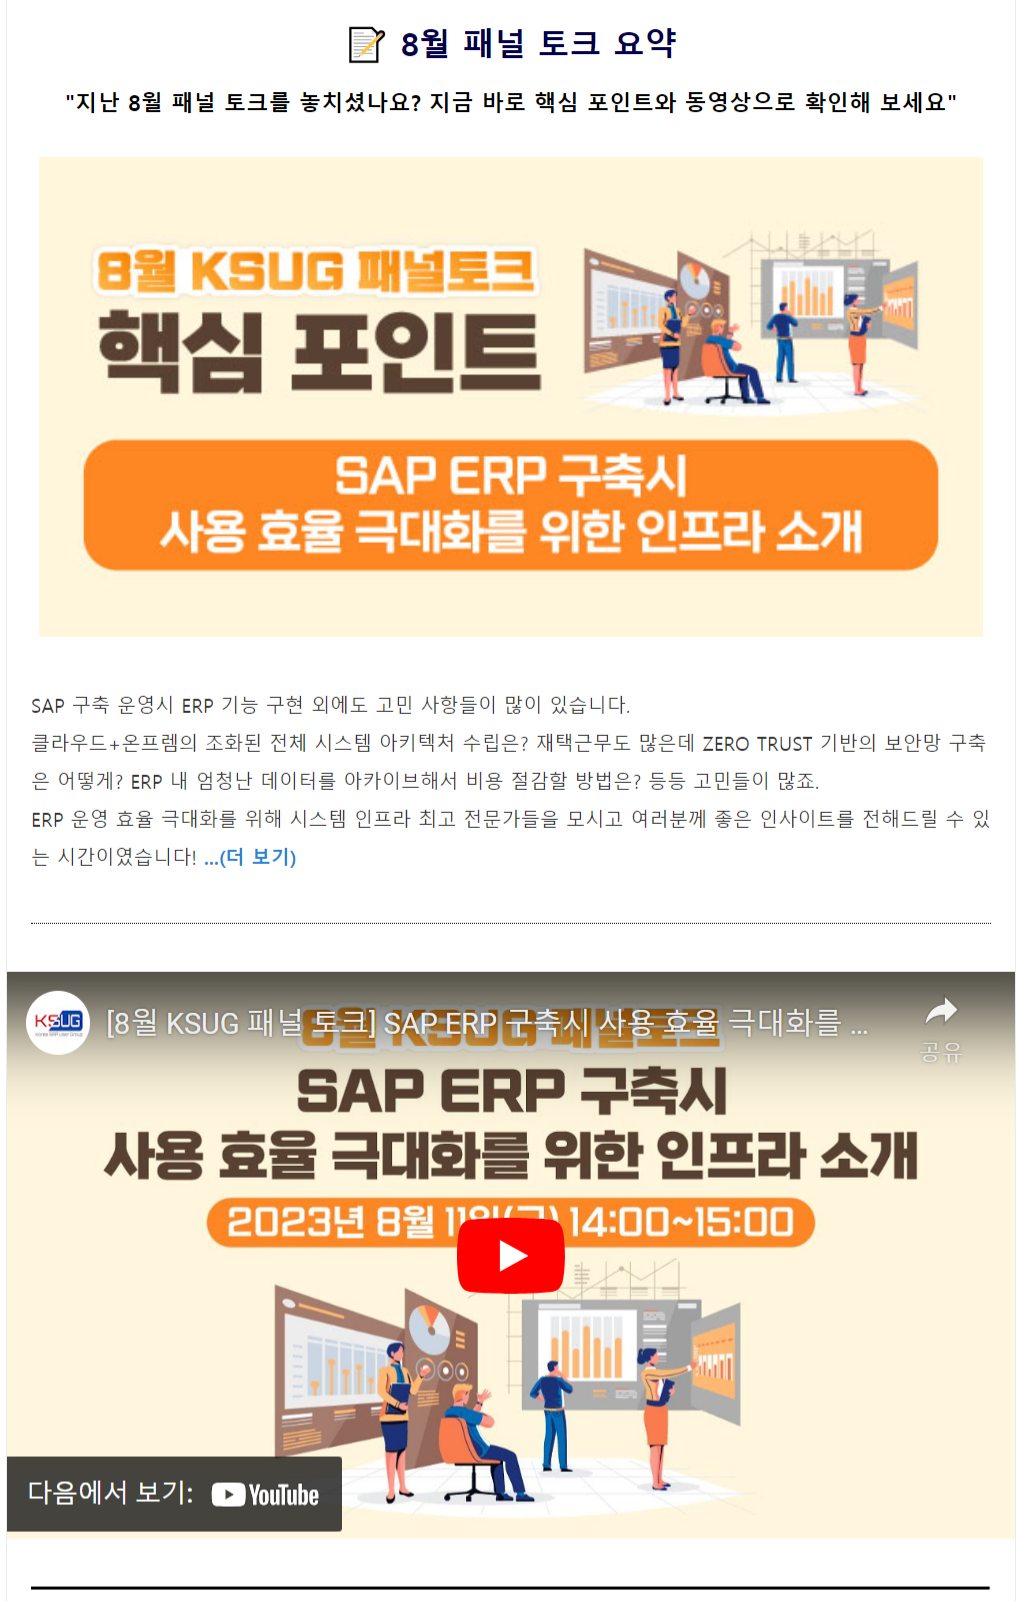 8월 패널 토크 요약
"지난 8월 패널 토크를 놓치셨나요? 지금 바로 핵심 포인트와 동영상으로 확인해 보세요"
8월 KSUG 패널토크
핵심 포인트
SAP ERP 구축시
사용 효율 극대화를 위한 인프라 소개
SAP 구축 운영시 ERP 기능 구현 외에도 고민 사항들이 많이 있습니다.
클라우드+온프렘의 조화된 전체 시스템 아키텍처 수립은? 재택근무도 많은데 ZERO TRUST 기반의 보안망 구축
은 어떻게? ERP 내 엄청난 데이터를 아카이브해서 비용 절감할 방법은? 등등 고민들이 많죠.
ERP 운영 효율 극대화를 위해 시스템 인프라 최고 전문가들을 모시고 여러분께 좋은 인사이트를 전해드릴 수 있
는 시간이였습니다! ...(더 보기)
KSUG
Korea ERP User Group
[8월 KSUG 패널 토크] SAP ERP 구축시 사용 효율 극대화를 ...
공유
8월 KSUG 패널토크
SAP ERP 구축시
사용 효율 극대화를 위한 인프라 소개
2023년 8월 11일(금) 14:00~15:00
다음에서 보기: YouTube